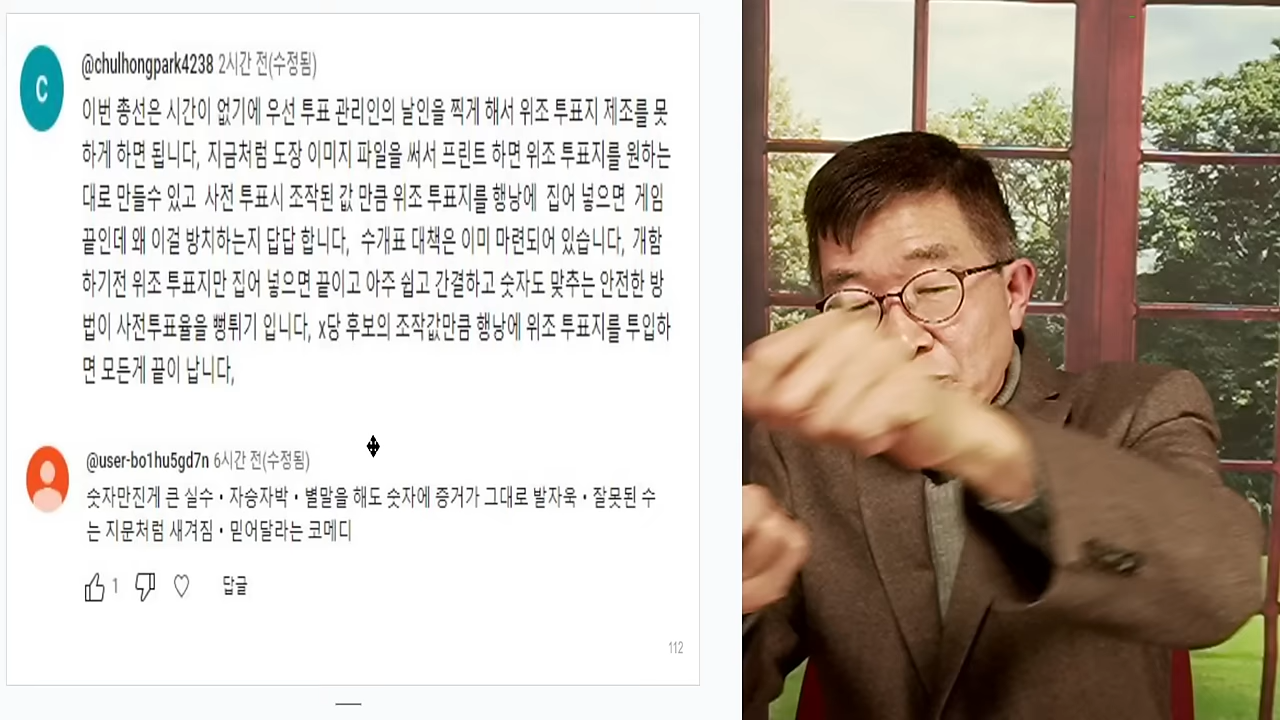 C
@chulhongpark4238 2시간 전(수정됨)
이번 총선은 시간이 없기에 우선 투표 관리인의 날인을 찍게 해서 위조 투표지 제조를 못
하게 하면 됩니다, 지금처럼 도장 이미지 파일을 써서 프린트 하면 위조 투표지를 원하는
대로 만들수 있고 사전 투표시 조작된 값 만큼 위조 투표지를 행낭에 집어 넣으면 게임
끝인데 왜 이걸 방치하는지 답답 합니다, 수개표 대책은 이미 마련되어 있습니다, 개함
하기전 위조 투표지만 집어 넣으면 끝이고 아주 쉽고 간결하고 숫자도 맞추는 안전한 방
법이 사전투표율을 뻥튀기 입니다, x당 후보의 조작값만큼 행낭에 위조 투표지를 투입하
면 모든게 끝이 납니다,
@user-bo1hu5gd7n 6시간 전(수정됨)
숫자만진게 큰 실수 • 자승자박 • 별말을 해도 숫자에 증거가 그대로 발자욱 • 잘못된 수
는 지문처럼 새겨짐 • 믿어달라는 코메디
1 답글
112